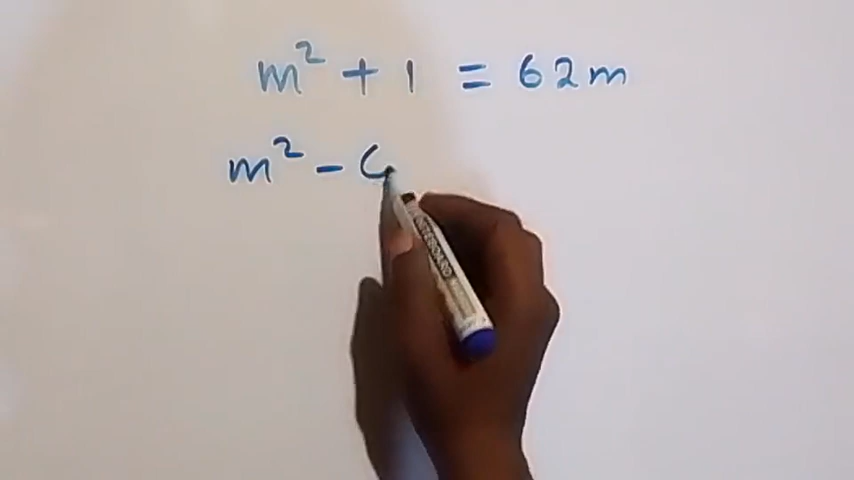 m² + 1 = 62m
m² -